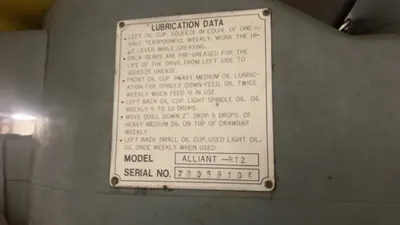 LUBRICATION DATA
• LEFT OIL CUP. SQUEEZE IN EQUIV. OF ONE-
HALF TEASPOONFUL WEEKLY. WORK THE HI-
LO LEVER WHILE GREASING.
• BACK GEARS ARE PRE-GREASED FOR THE
LIFE OF THE DRIVE FROM LEFT SIDE TO
SQUEEZE GREASE.
• FRONT OIL CUP, HEAVY MEDIUM OIL LUBRIC-
ATION FOR SPINDLE DOWN-FEED. OIL TWICE
WEEKLY WHEN FEED IS IN USE.
• LEFT BACK OIL CUP LIGHT SPINDLE OIL. OIL
WEEKLY 5 TO 10 DROPS.
• MOVE QUILL DOWN 2". DROP 5 DROPS OF
HEAVY MEDIUM OIL ON TOP OF DRAWBAR
WEEKLY.
• LEFT BACK SMALL OIL CUP. USED LIGHT OIL,
OIL ONCE WEEKLY WHEN USED.
MODEL ALLIANT -RT2
SERIAL NO.